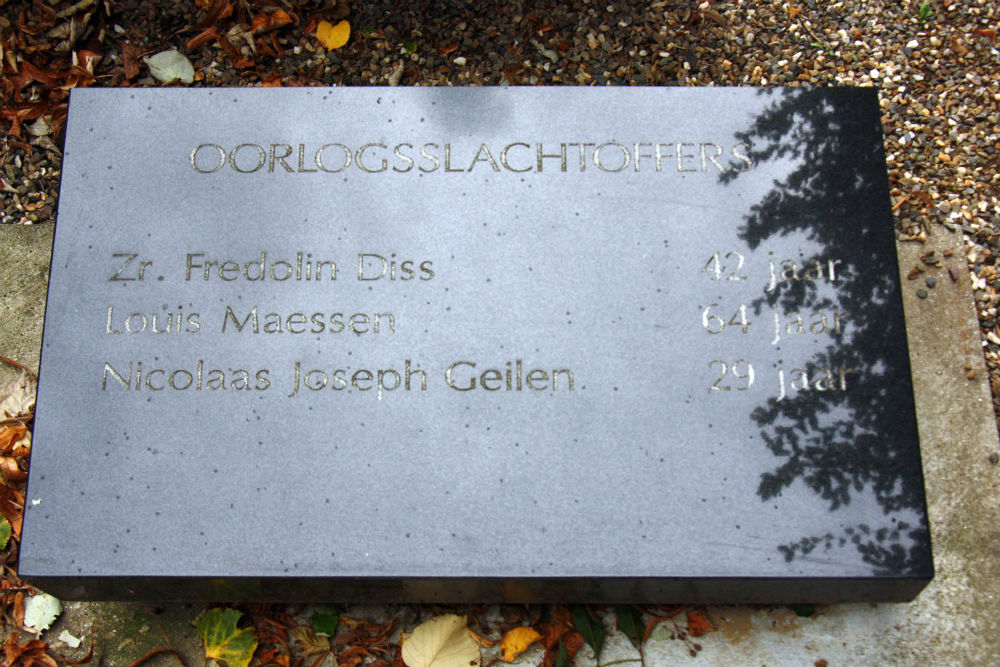 OORLOGSSLACHTOFFERS
Zr. Fredolin Diss 42 jaar
Louis Maessen 64 jaar
Nicolaas Joseph Geilen 29 jaar